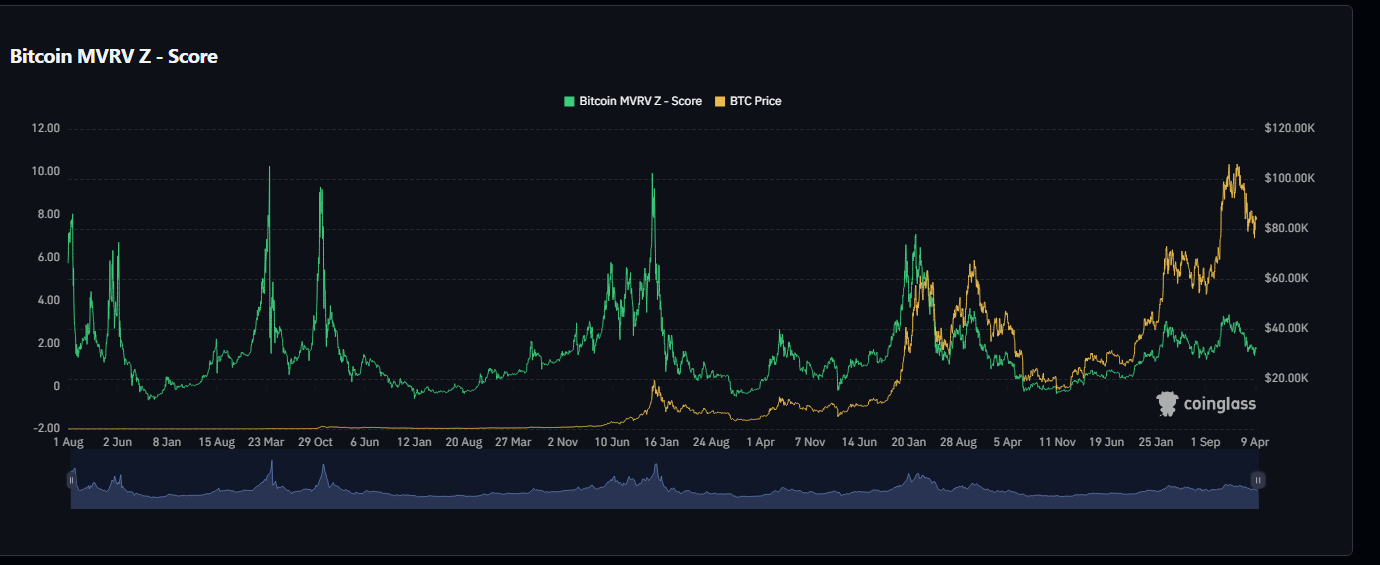 Bitcoin MVRV Z - Score
Bitcoin MVRV Z - Score BTC Price
12.00 $120.00K
10.00 $100.00K
8.00 $80.00K
6.00 $60.00K
4.00 $40.00K
2.00 $20.00K
0
-2.00
coinglass
1 Aug 2 Jun 8 Jan 15 Aug 23 Mar 29 Oct 6 Jun 12 Jan 20 Aug 27 Mar 2 Nov 10 Jun 16 Jan 24 Aug 1 Apr 7 Nov 14 Jun 20 Jan 28 Aug 5 Apr 11 Nov 19 Jun 25 Jan 1 Sep 9 Apr